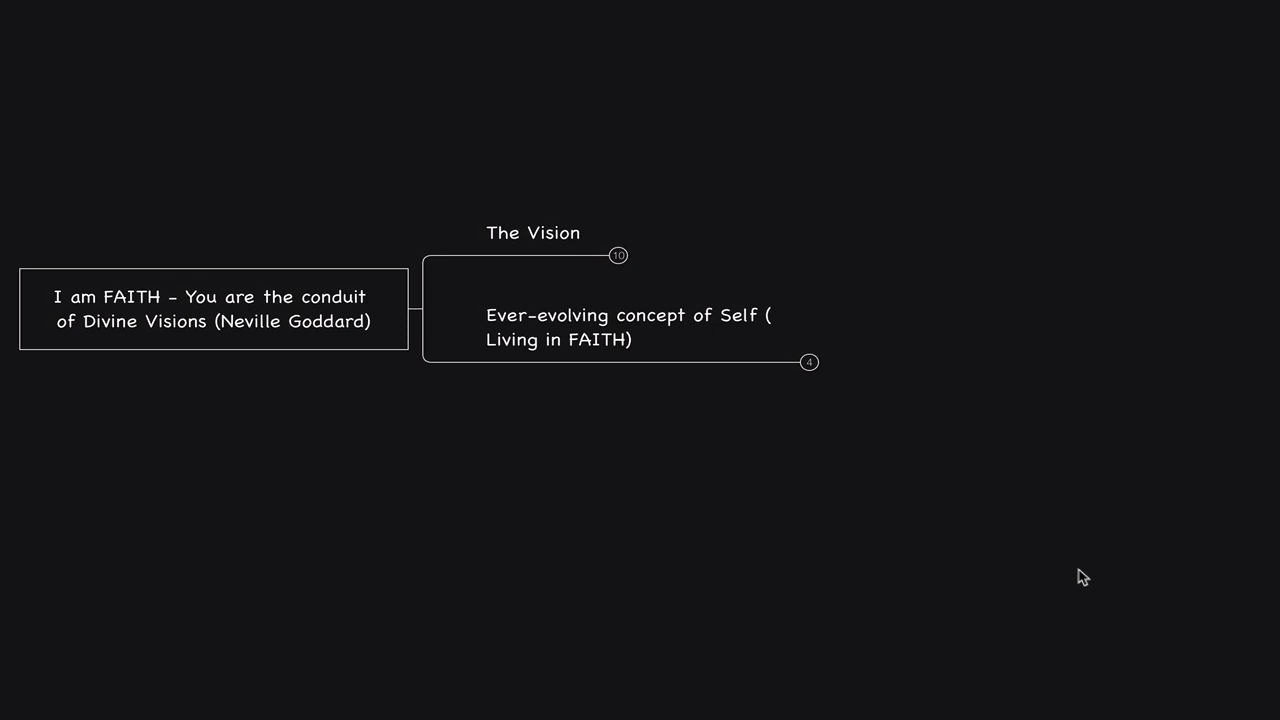 The Vision
10
I am FAITH - You are the conduit
of Divine Visions (Neville Goddard)
Ever-evolving concept of Self (
Living in FAITH)
4